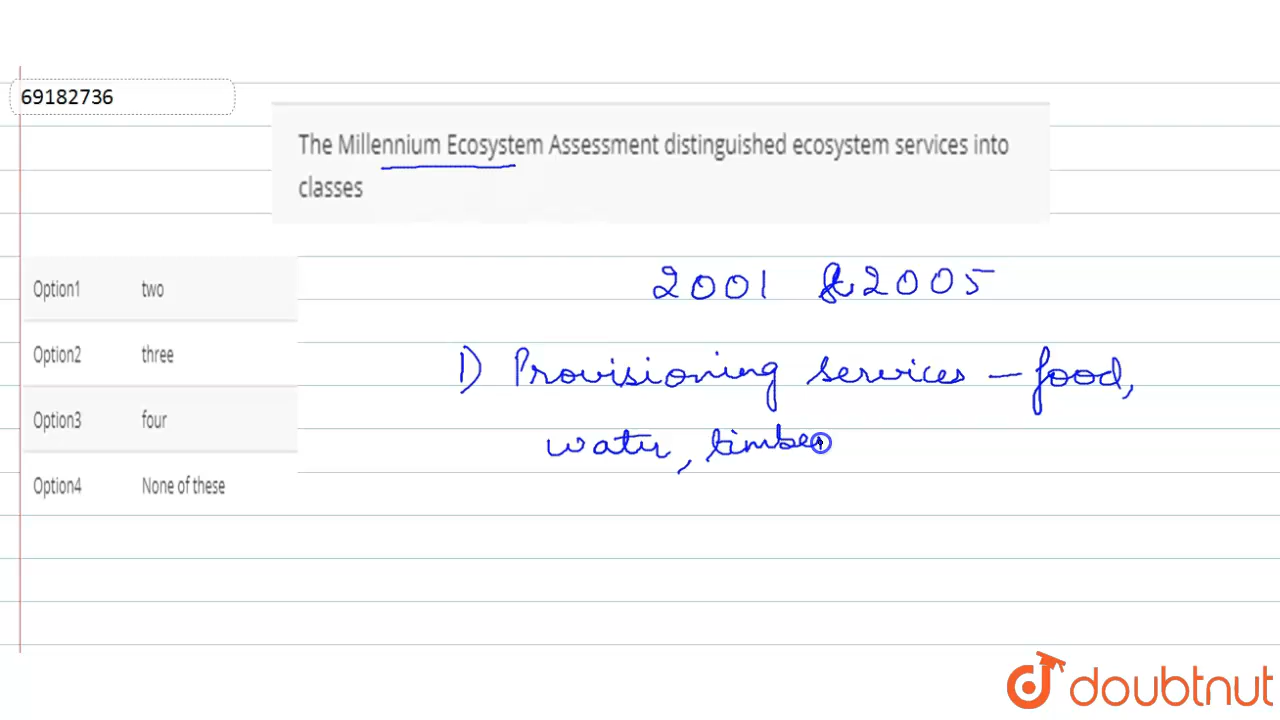 69182736
The Millennium Ecosystem Assessment distinguished ecosystem services into
classes
Option1 two
Option2 three
Option3 four
Option4 None of these
2001 & 2005
1) Provisioning services - food,
water, timber
doubtnut